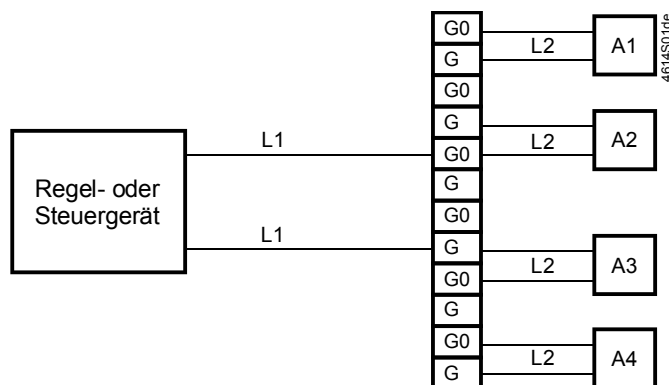 G0
L2
A1
G
G0
G
L1
G0
L2
A2
G
Regel- oder
Steuergerät
G0
L1
G
G0
L2
A3
G
G0
L2
A4
G
4614S01de